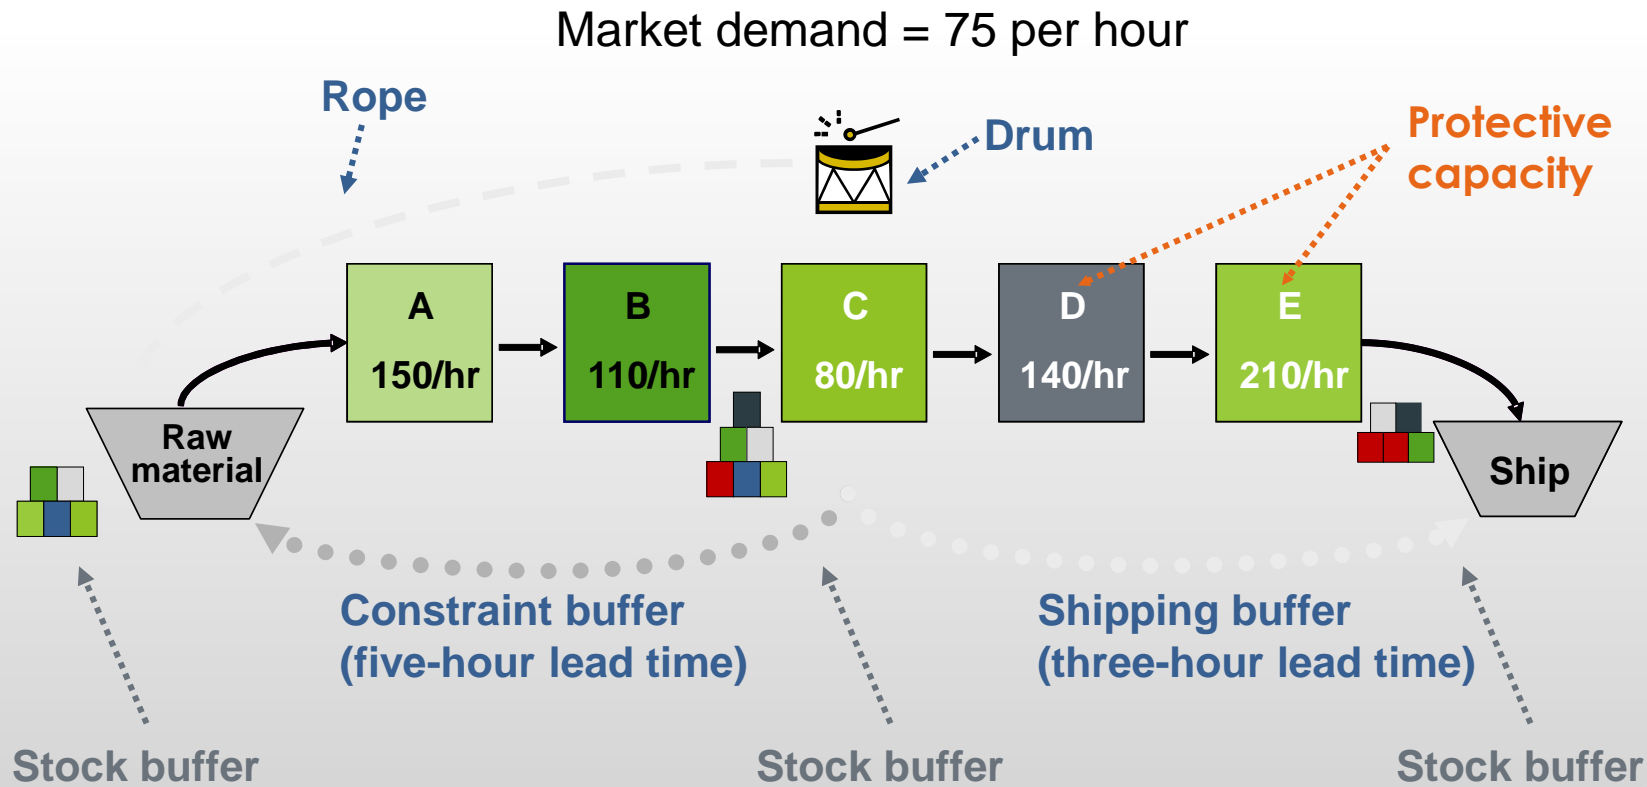 Market demand = 75 per hour
Rope
Drum
Protective
capacity
A
150/hr
B
110/hr
C
80/hr
D
140/hr
E
210/hr
Raw
material
Ship
Constraint buffer
(five-hour lead time)
Shipping buffer
(three-hour lead time)
Stock buffer
Stock buffer
Stock buffer